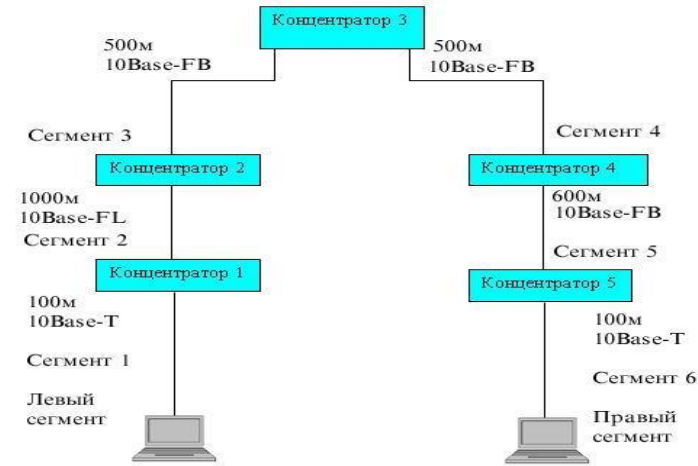 Концентратор 3
500м
10Base-FB
500м
10Base-FB
Сегмент 3
Сегмент 4
Концентратор 2
Концентратор 4
1000м
10Base-FL
Сегмент 2
600м
10Base-FB
Сегмент 5
Концентратор 1
Концентратор 5
100м
10Base-T
100м
10Base-T
Сегмент 1
Сегмент 6
Левый
сегмент
Правый
сегмент